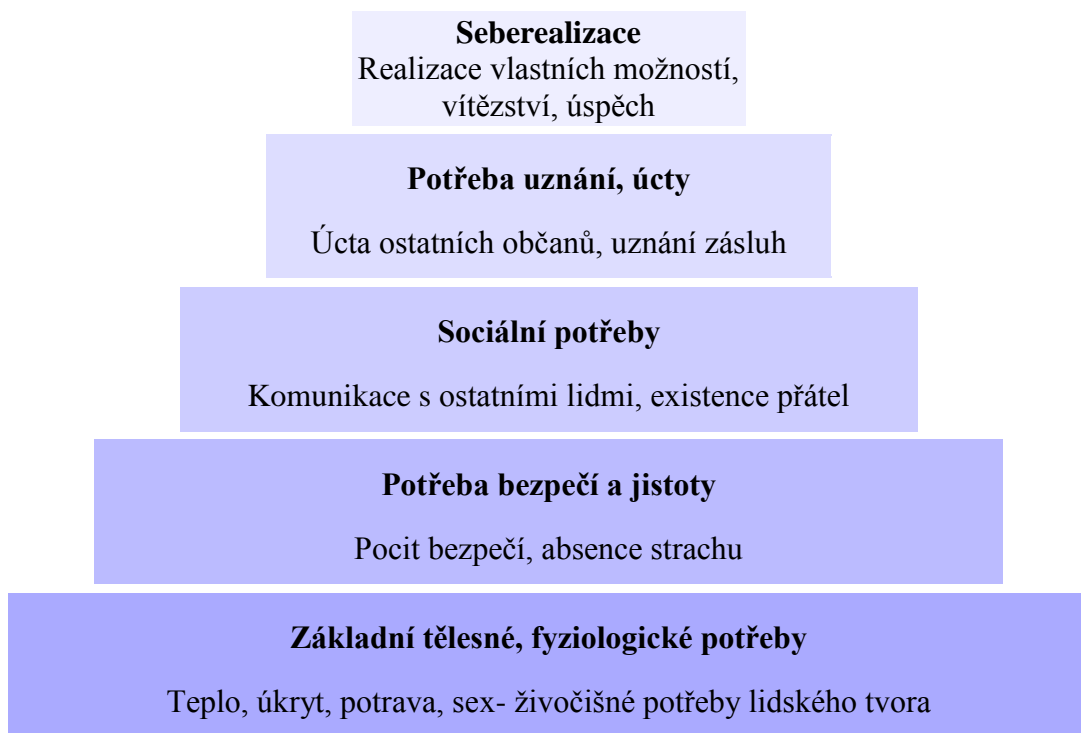 Seberealizace
Realizace vlastních možností,
vítězství, úspěch
Potřeba uznání, úcty
Úcta ostatních občanů, uznání zásluh
Sociální potřeby
Komunikace s ostatními lidmi, existence přátel
Potřeba bezpečí a jistoty
Pocit bezpečí, absence strachu
Základní tělesné, fyziologické potřeby
Teplo, úkryt, potrava, sex- živočišné potřeby lidského tvora